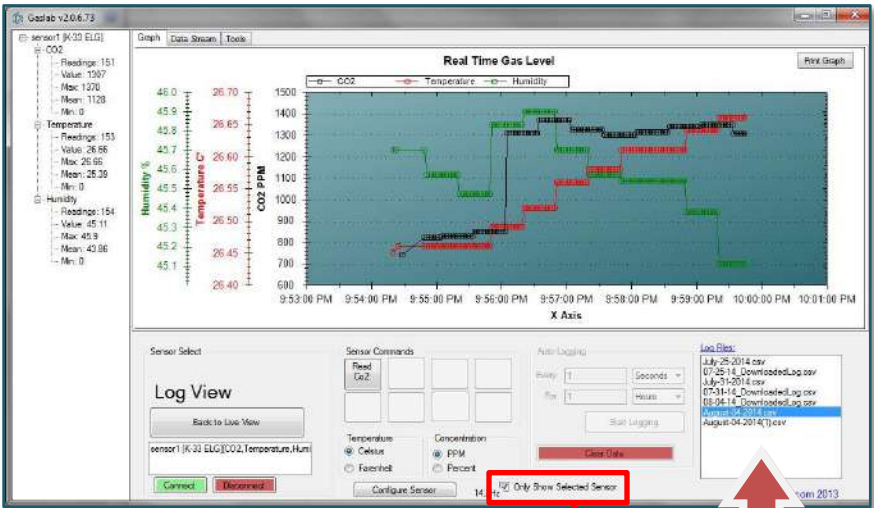 Gaslab v2.0.6.73
sensor1 [K-33 ELG]
CO2
Readings: 151
Value: 1307
Max: 1370
Mean: 1128
Min: 0
Temperature
Readings: 153
Value: 26.66
Max: 26.66
Mean: 25.39
Min: 0
Humidity
Readings: 154
Value: 45.11
Max: 45.9
Mean: 43.86
Min: 0
Graph Data Stream Tools
Real Time Gas Level
Print Graph
CO2 Temperature Humidity
Humidity %
46.0
45.9
45.8
45.7
45.6
45.5
45.4
45.3
45.2
45.1
Temperature C'
26.70
26.65
26.60
26.55
26.50
26.45
26.40
CO2 PPM
1500
1400
1300
1200
1100
1000
900
800
700
600
9:53:00 PM 9:54:00 PM 9:55:00 PM 9:56:00 PM 9:57:00 PM 9:58:00 PM 9:59:00 PM 10:00:00 PM 10:01:00 PM
X Axis
Sensor Select
Log View
Back to Live View
sensor1 [K-33 ELG][CO2,Temperature,Humi
Connect Disconnect
Sensor Commands
Read
Co2
Temperature
Celsius
Farenheit
Concentration
PPM
Percent
Configure Sensor
Only Show Selected Sensor
Auto Logging
Every 1 Seconds
For 1 Hours
Start Logging
Clear Data
Log Files:
July-25-2014.csv
07-25-14_DownloadedLog.csv
July-31-2014.csv
07-31-14_DownloadedLog.csv
08-04-14_DownloadedLog.csv
August-04-2014.csv
August-04-2014(1).csv
om 2013